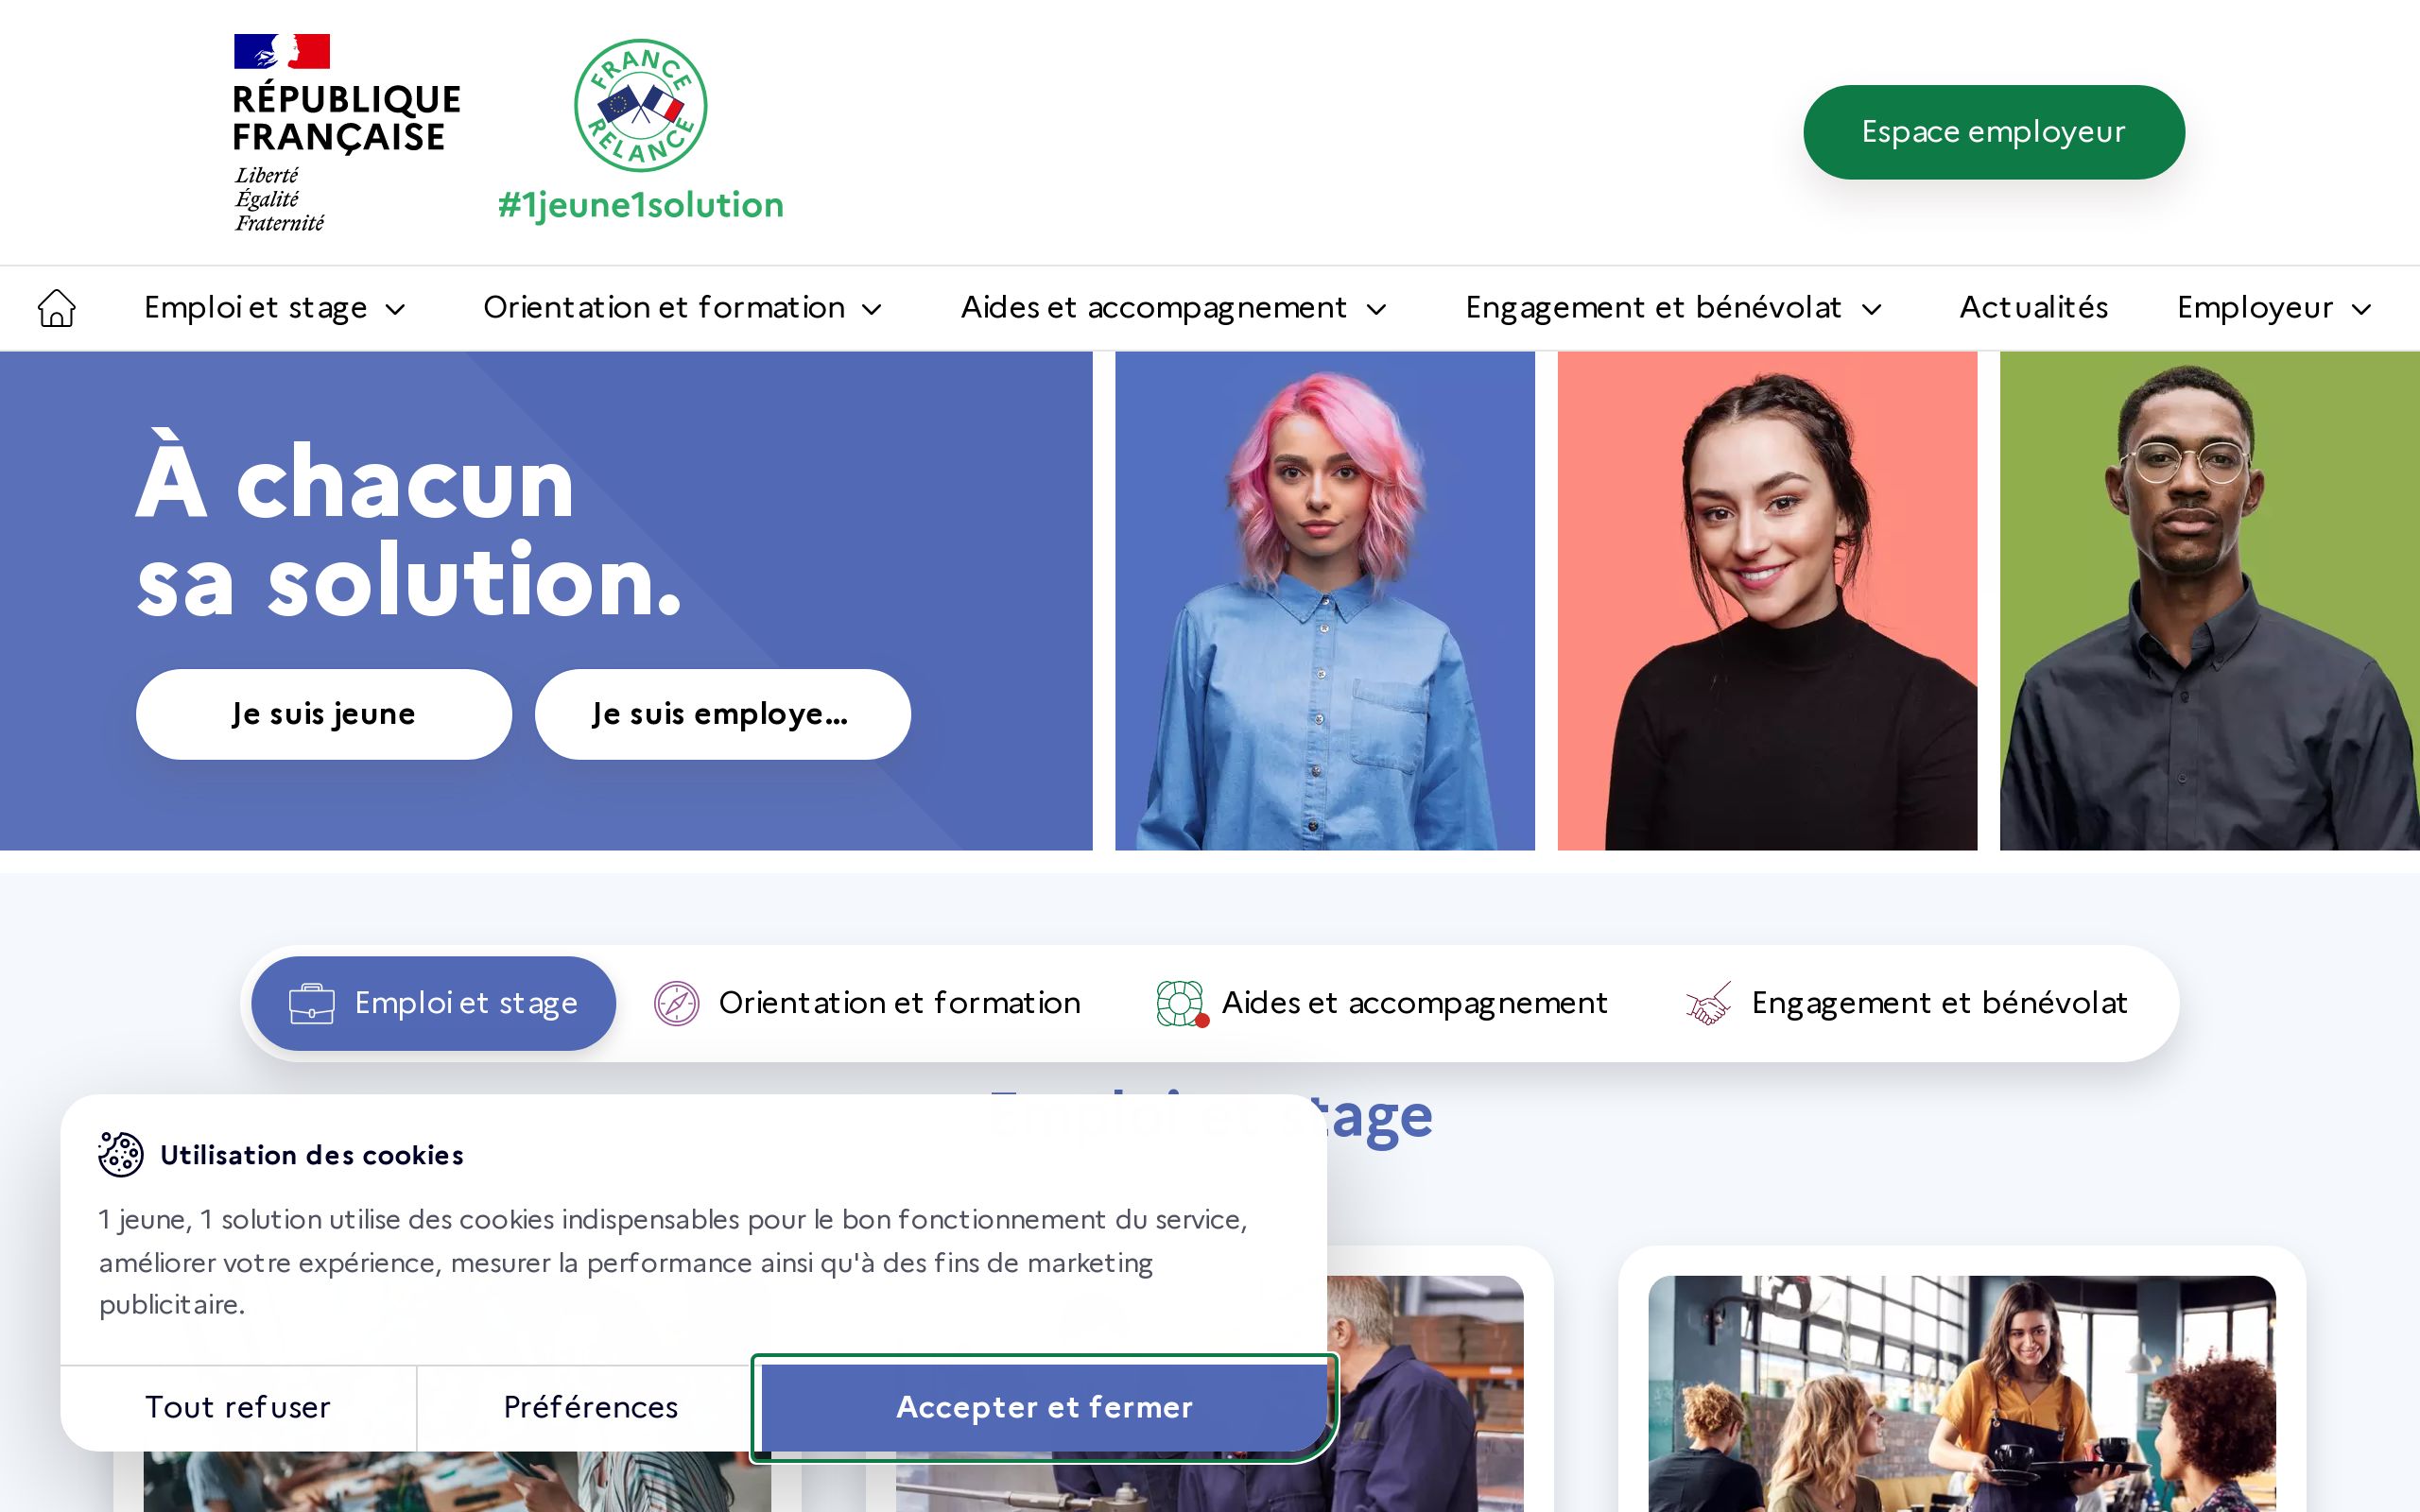 RÉPUBLIQUE
FRANÇAISE
Liberté
Égalité
Fraternité
FRANCE
RELANCE
#1jeune1solution
Espace employeur
Emploi et stage
Orientation et formation
Aides et accompagnement
Engagement et bénévolat
Actualités
Employeur
À chacun
sa solution.
Je suis jeune
Je suis employe...
Emploi et stage
Orientation et formation
Aides et accompagnement
Engagement et bénévolat
Emploi et stage
Utilisation des cookies
1 jeune, 1 solution utilise des cookies indispensables pour le bon fonctionnement du service,
améliorer votre expérience, mesurer la performance ainsi qu'à des fins de marketing
publicitaire.
Tout refuser
Préférences
Accepter et fermer